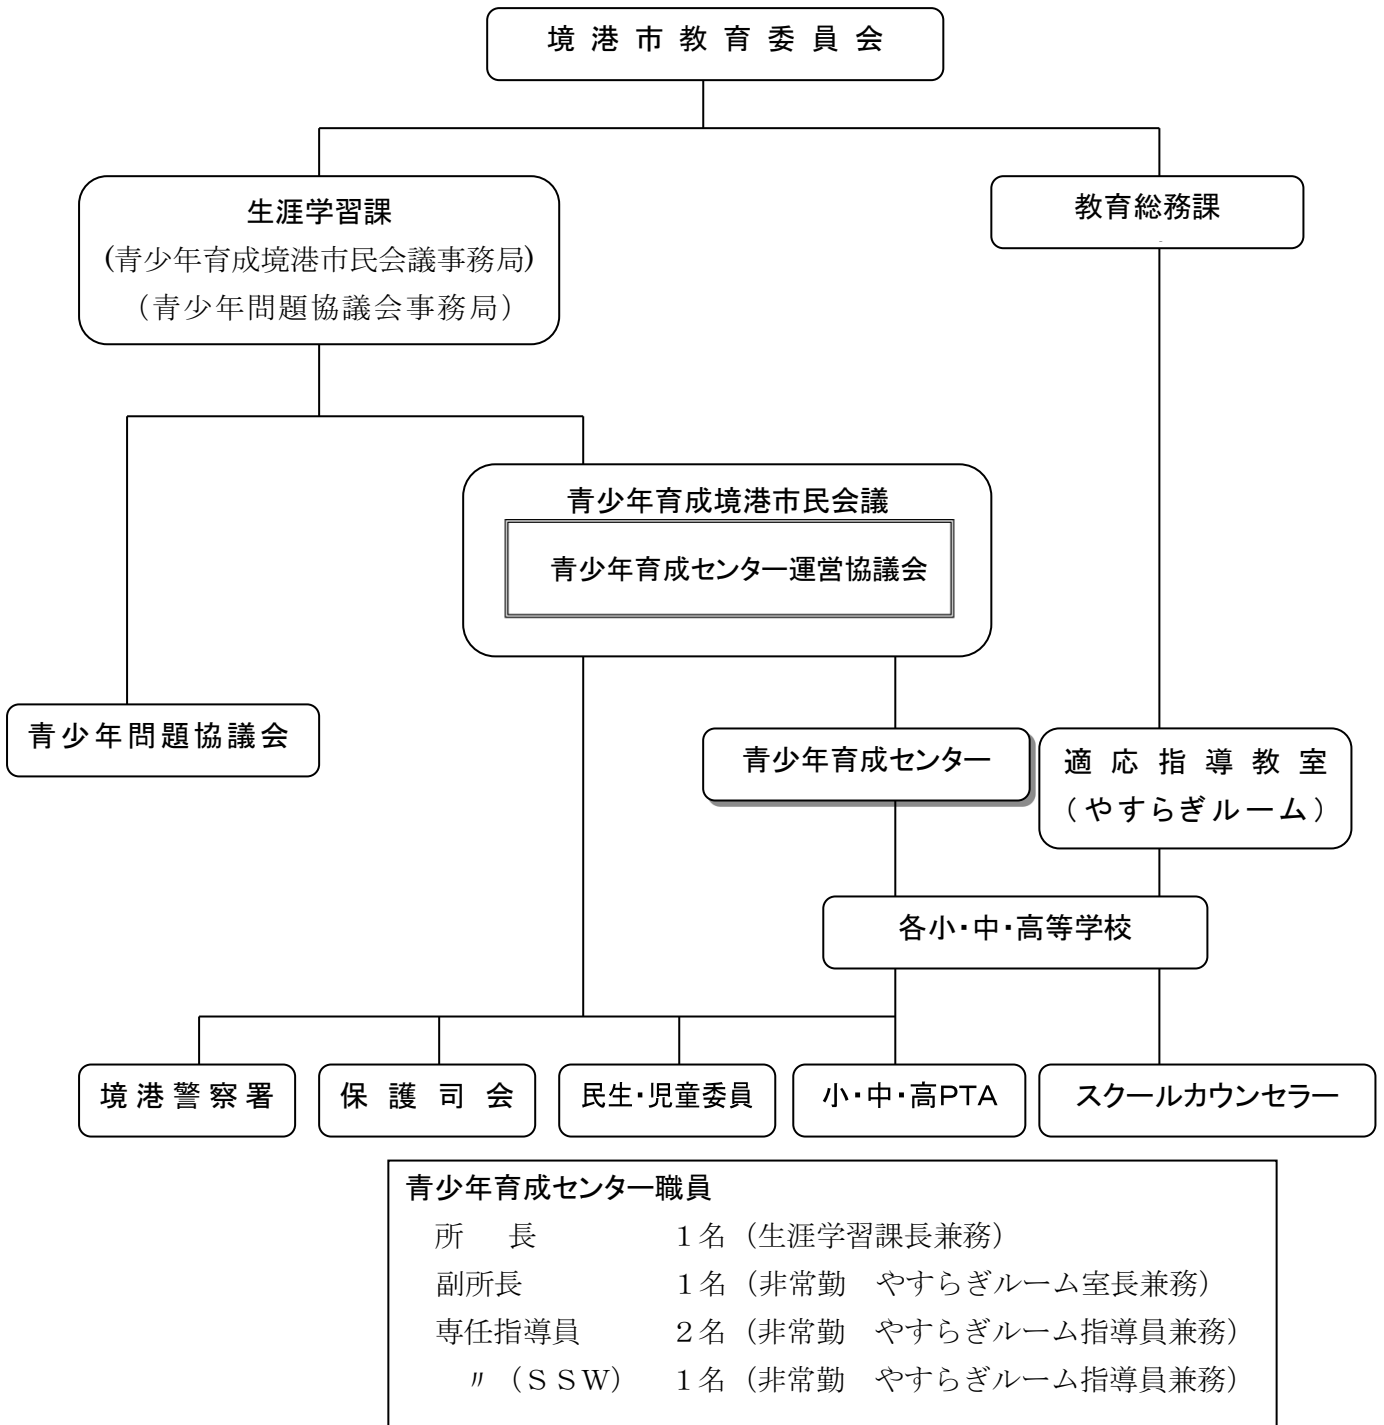 境港市教育委員会
生涯学習課
(青少年育成境港市民会議事務局)
(青少年問題協議会事務局)
教育総務課
青少年育成境港市民会議
青少年育成センター運営協議会
青少年問題協議会
青少年育成センター
適応指導教室
(やすらぎルーム)
各小・中・高等学校
境港警察署
保護司会
民生・児童委員
小・中・高PTA
スクールカウンセラー
青少年育成センター職員
所　長　1名（生涯学習課長兼務）
副所長　1名（非常勤　やすらぎルーム室長兼務）
専任指導員　2名（非常勤　やすらぎルーム指導員兼務）
〃（ＳＳＷ）　1名（非常勤　やすらぎルーム指導員兼務）